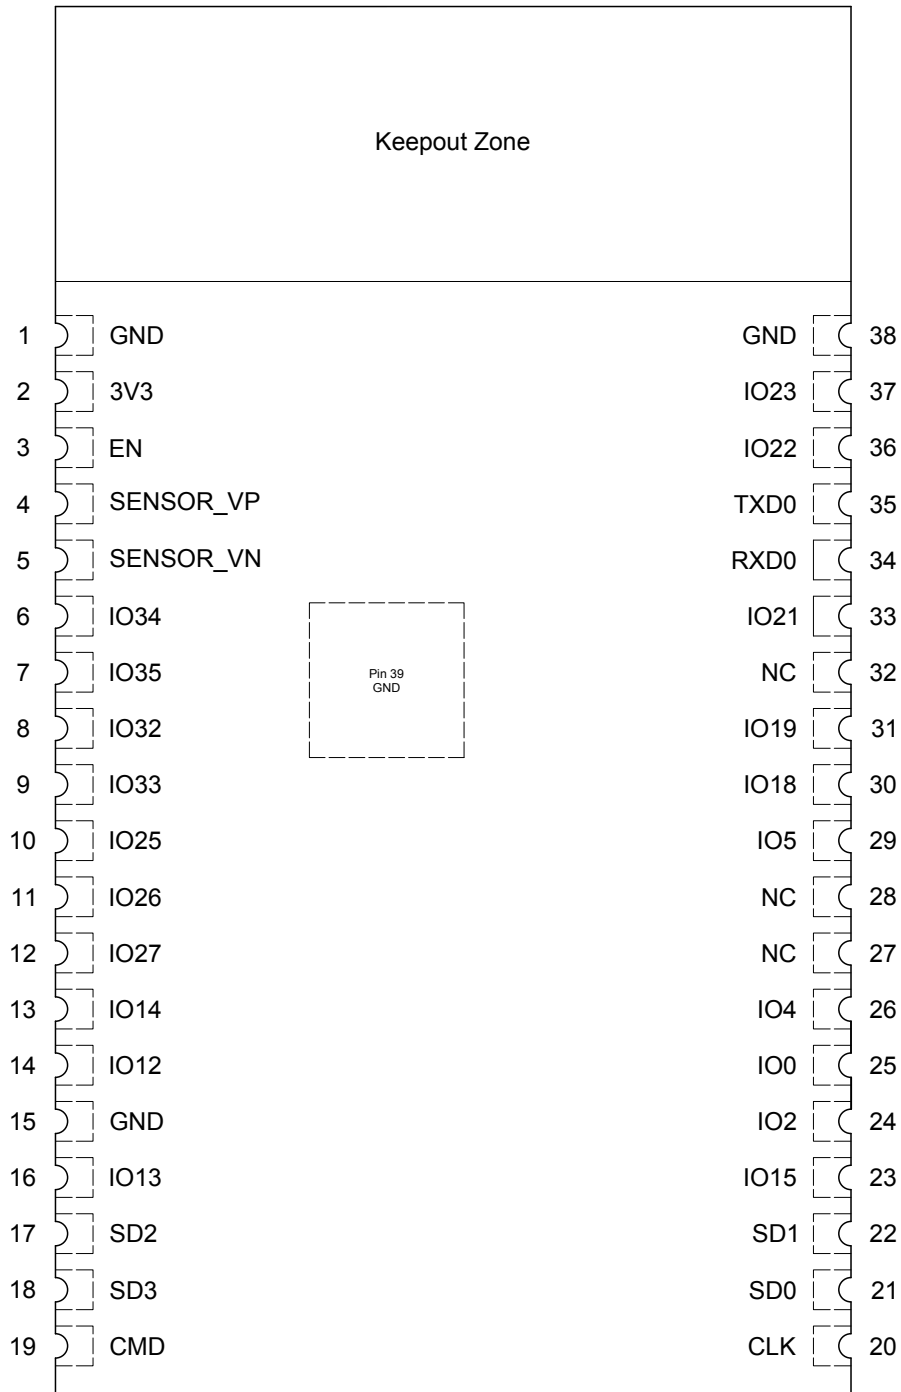 Keepout Zone
1 GND GND 38
2 3V3 IO23 37
3 EN IO22 36
4 SENSOR_VP TXD0 35
5 SENSOR_VN RXD0 34
6 IO34 IO21 33
7 IO35 Pin 39 NC 32
GND
8 IO32 IO19 31
9 IO33 IO18 30
10 IO25 IO5 29
11 IO26 NC 28
12 IO27 NC 27
13 IO14 IO4 26
14 IO12 IO0 25
15 GND IO2 24
16 IO13 IO15 23
17 SD2 SD1 22
18 SD3 SD0 21
19 CMD CLK 20